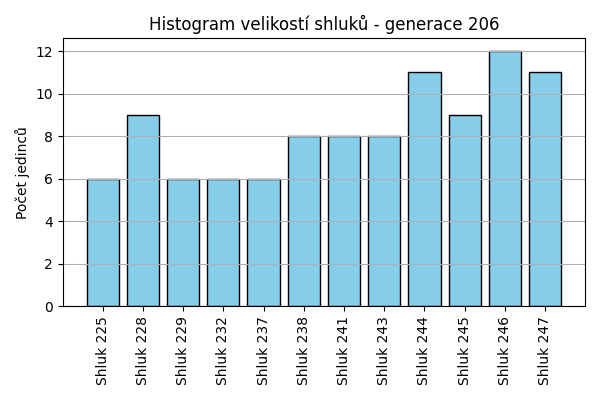 Histogram velikostí shluků - generace 206
Počet jedinců
12
10
8
6
4
2
0
Shluk 225
Shluk 228
Shluk 229
Shluk 232
Shluk 237
Shluk 238
Shluk 241
Shluk 243
Shluk 244
Shluk 245
Shluk 246
Shluk 247